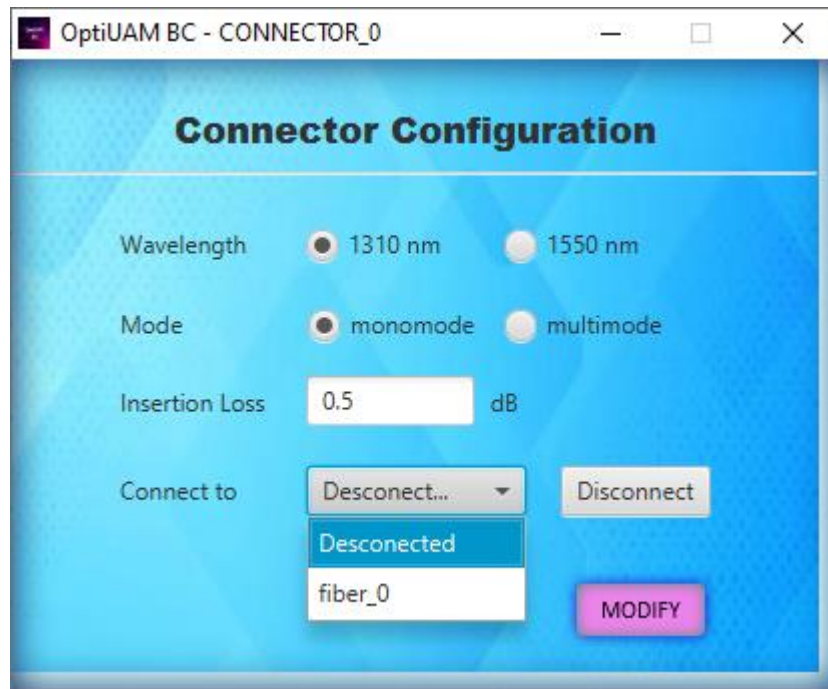 OptiUAM BC - CONNECTOR_0
Connector Configuration
Wavelength 1310 nm 1550 nm
Mode monomode multimode
Insertion Loss 0.5 dB
Connect to Desconect... Disconnect
Desconected
fiber_0
MODIFY